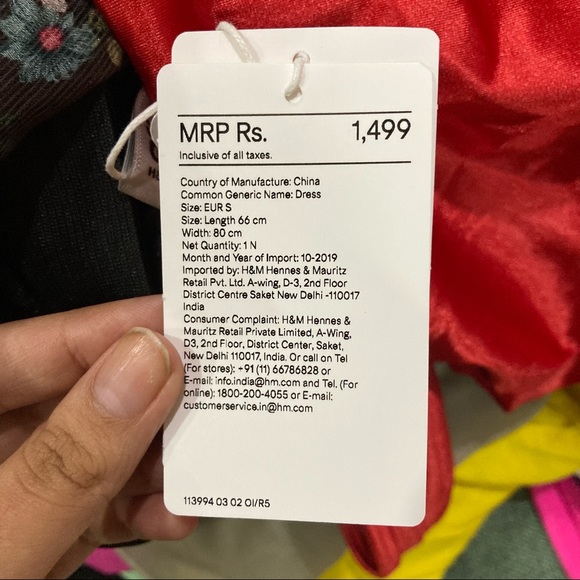 MRP Rs. 1,499
Inclusive of all taxes.
Country of Manufacture: China
Common Generic Name: Dress
Size: EUR S
Size: Length 66 cm
Width: 80 cm
Net Quantity: 1 N
Month and Year of Import: 10-2019
Imported by: H&M Hennes & Mauritz
Retail Pvt. Ltd. A-wing, D-3, 2nd Floor
District Centre Saket New Delhi -110017
India
Consumer Complaint: H&M Hennes &
Mauritz Retail Private Limited, A-Wing,
D3, 2nd Floor, District Center, Saket,
New Delhi 110017, India. Or call on Tel
(For stores): +91 (11) 66786828 or
E-mail: info.india@hm.com and Tel. (For
online): 1800-200-4055 or E-mail:
customerservice.in@hm.com
113994 03 02 OI/R5